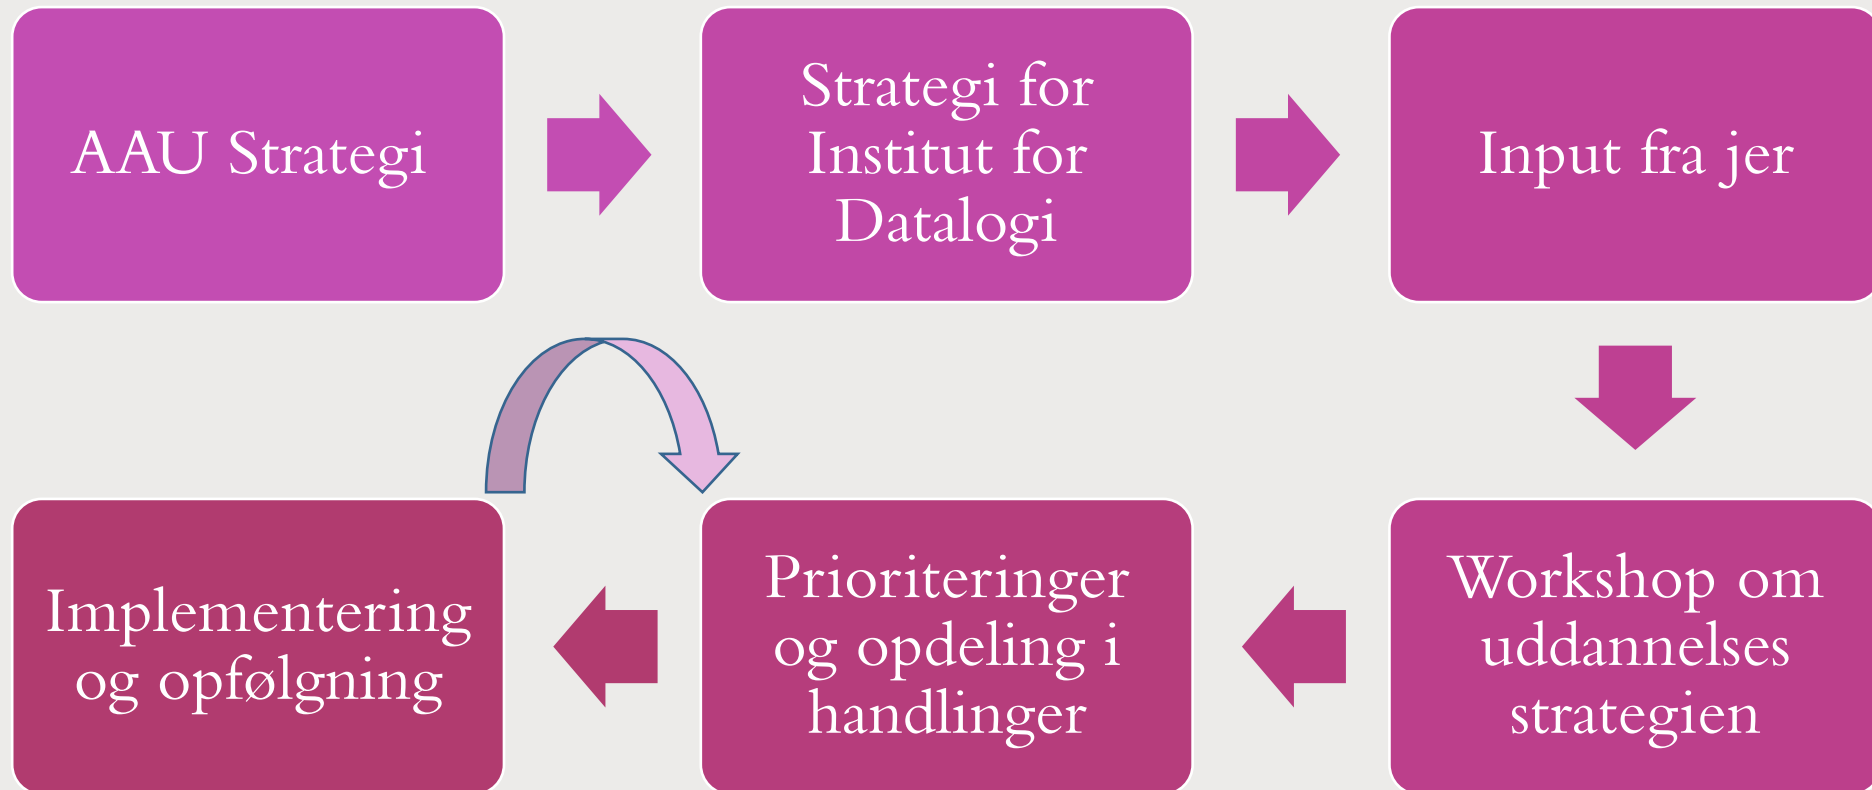 AAU Strategi
Strategi for
Institut for
Datalogi
Input fra jer
Workshop om
uddannelses
strategien
Prioriteringer
og opdeling i
handlinger
Implementering
og opfølgning